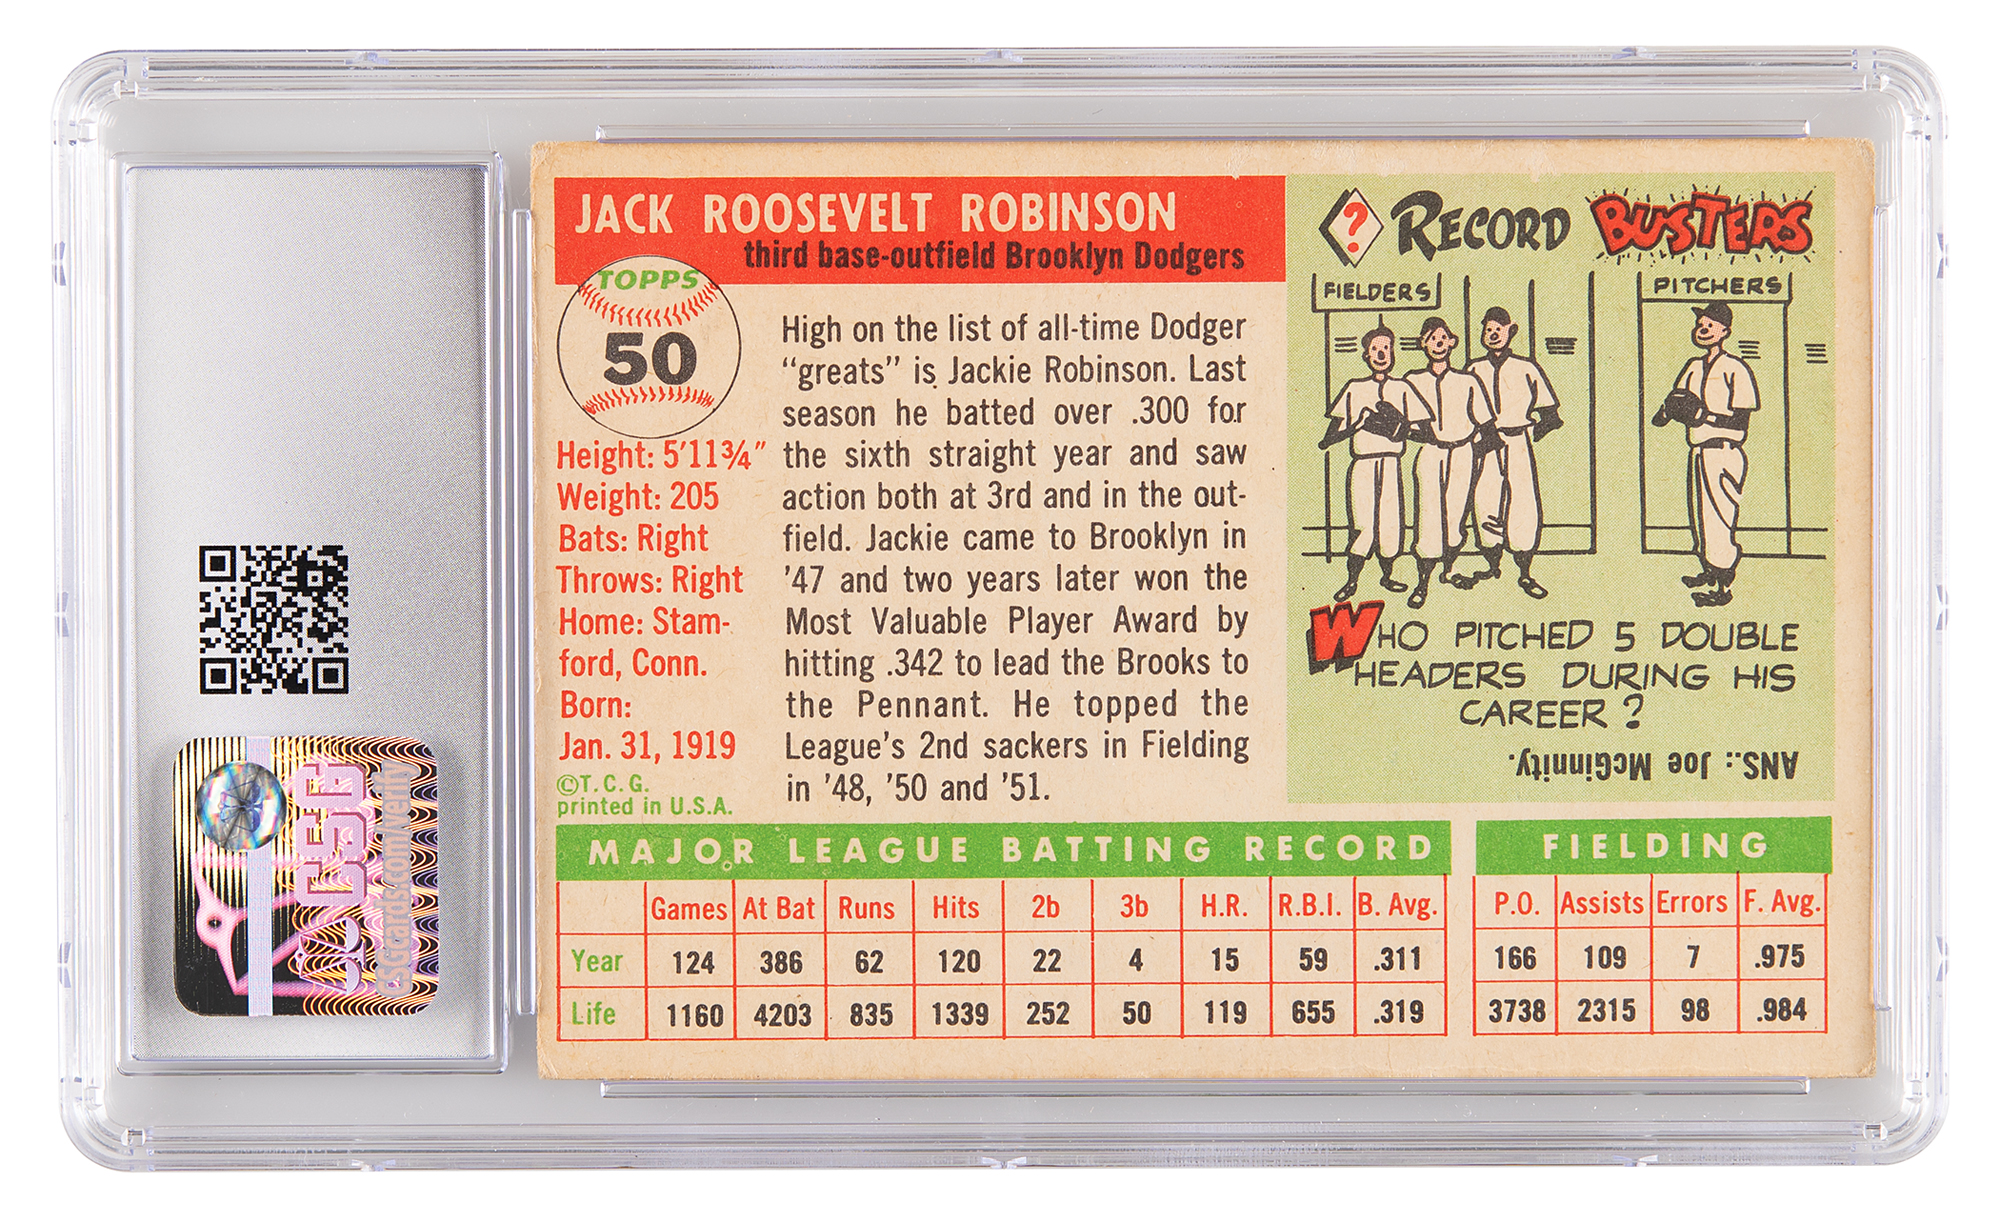 JACK ROOSEVELT ROBINSON
third base-outfield Brooklyn Dodgers
TOPPS
50
Height: 5'11¾"
Weight: 205
Bats: Right
Throws: Right
Home: Stam-
ford, Conn.
Born:
Jan. 31, 1919
©T.C.G.
printed in U.S.A.
High on the list of all-time Dodger
“greats” is Jackie Robinson. Last
season he batted over .300 for
the sixth straight year and saw
action both at 3rd and in the out-
field. Jackie came to Brooklyn in
'47 and two years later won the
Most Valuable Player Award by
hitting .342 to lead the Brooks to
the Pennant. He topped the
League's 2nd sackers in Fielding
in '48, '50 and '51.
? RECORD BUSTERS
FIELDERS
PITCHERS
WHO PITCHED 5 DOUBLE
HEADERS DURING HIS
CAREER?
ANS.: Joe McGinnity.
MAJOR LEAGUE BATTING RECORD
Games At Bat Runs Hits 2b 3b H.R. R.B.I. B. Avg.
Year 124 386 62 120 22 4 15 59 .311
Life 1160 4203 835 1339 252 50 119 655 .319
FIELDING
P.O. Assists Errors F. Avg.
166 109 7 .975
3738 2315 98 .984
CSG
CSGcards.com/verify